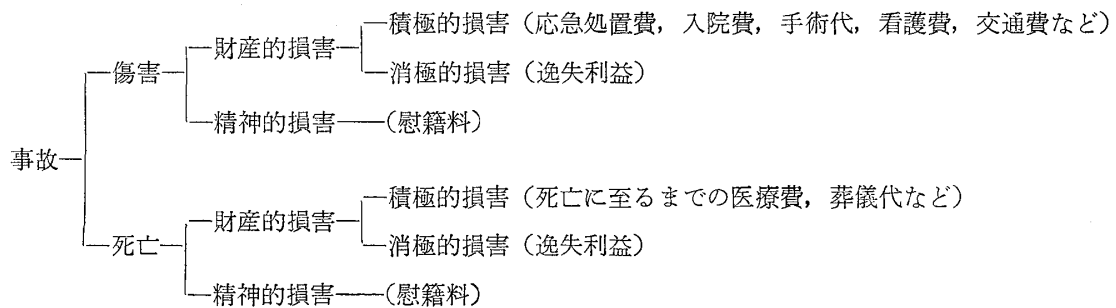 積極的損害(応急処置費,入院費,手術代,看護費,交通費など)
財産的損害
傷害
消極的損害(逸失利益)
精神的損害
(慰籍料)
事故
積極的損害(死亡に至るまでの医療費,葬儀代など)
財産的損害
死亡
消極的損害(逸失利益)
精神的損害
(慰籍料)